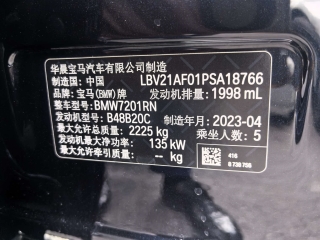 华晨宝马汽车有限公司制造
制造国：中国 LBV21AF01PSA18766
品牌：宝马(BMW)牌 发动机排量：1998 mL
整车型号：BMW7201RN
发动机型号：B48B20C 制造年月：2023-04
最大允许总质量：2225 kg 乘坐人数：5
发动机最大净功率：135 kW
最大允许牵引质量：-- kg
416